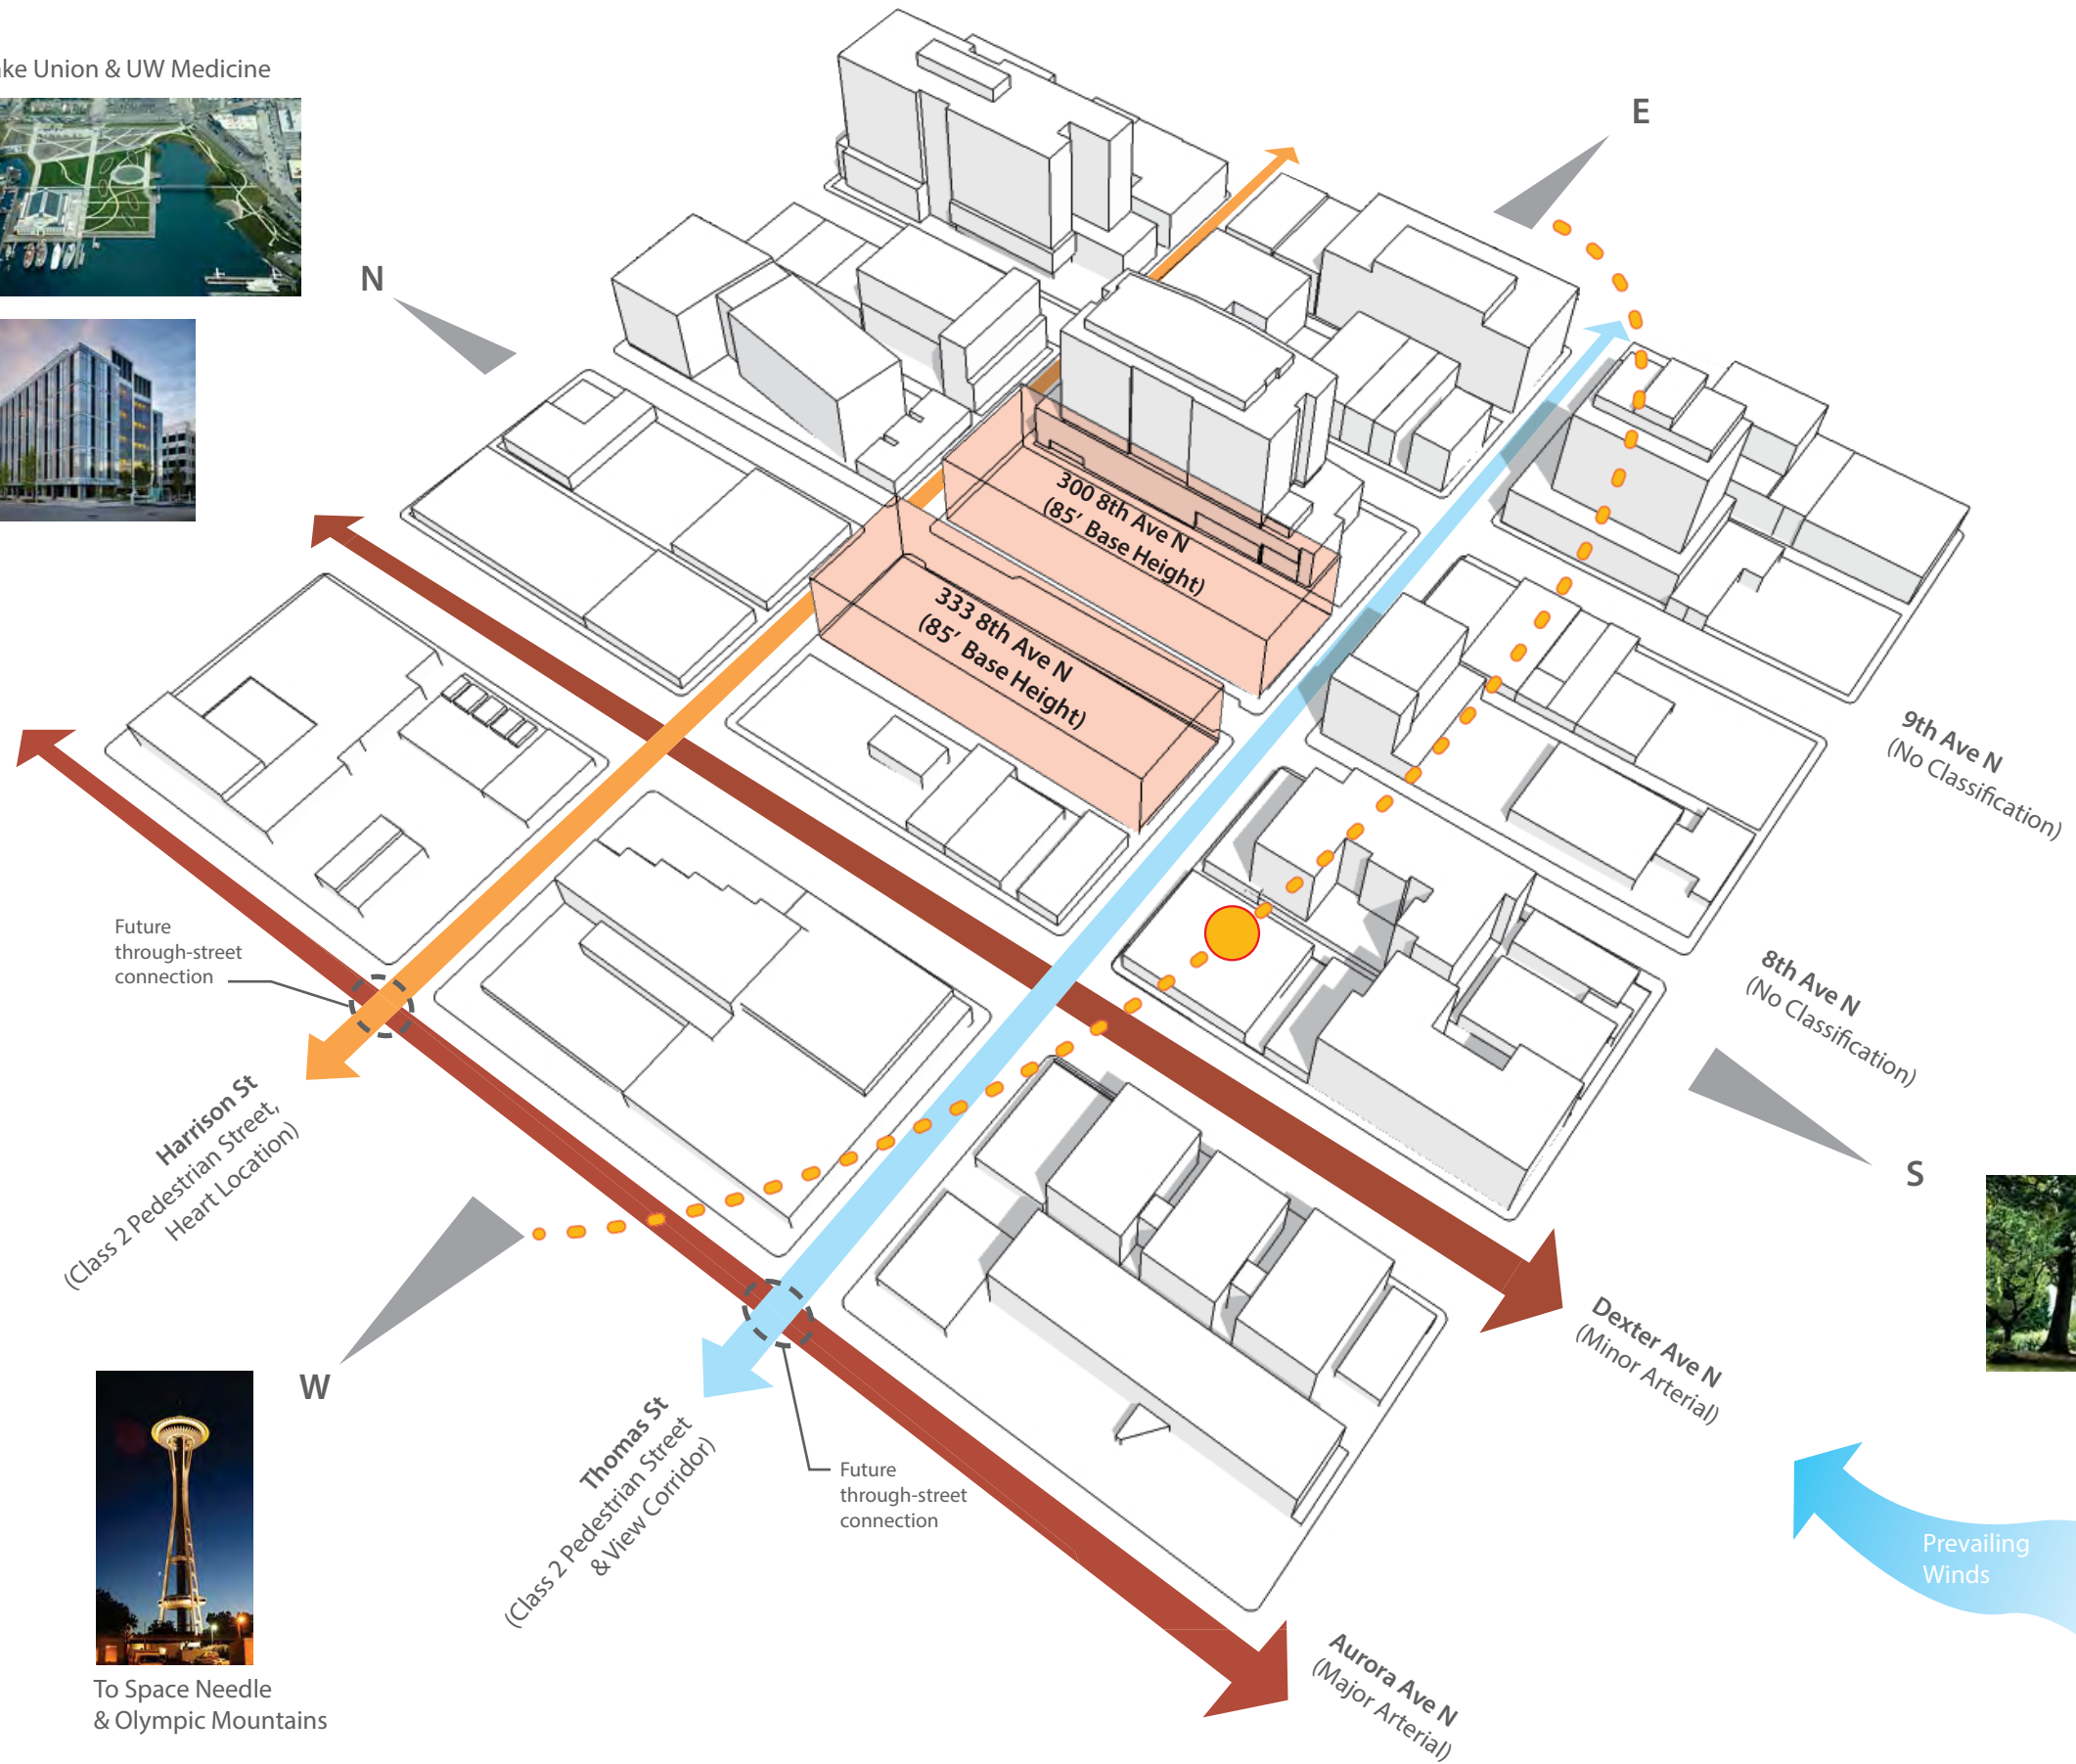 ake Union & UW Medicine
E
N
300 8th Ave N
(85’ Base Height)
333 8th Ave N
(85’ Base Height)
9th Ave N
(No Classification)
Future
through-street
connection
8th Ave N
(No Classification)
Harrison St
(Class 2 Pedestrian Street,
Heart Location)
S
W
Dexter Ave N
(Minor Arterial)
Thomas St
(Class 2 Pedestrian Street
& View Corridor)
Future
through-street
connection
Prevailing
Winds
Aurora Ave N
(Major Arterial)
To Space Needle
& Olympic Mountains